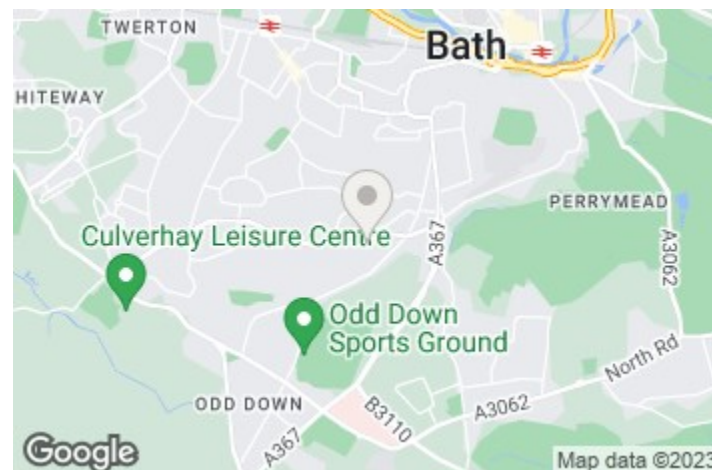 TWERTON
Bath
HITEWAY
PERRYMEAD
Culverhay Leisure Centre
A367
A3062
Odd Down
Sports Ground
North Rd
ODD DOWN
B3110
A3062
A367
Google
Map data ©2023